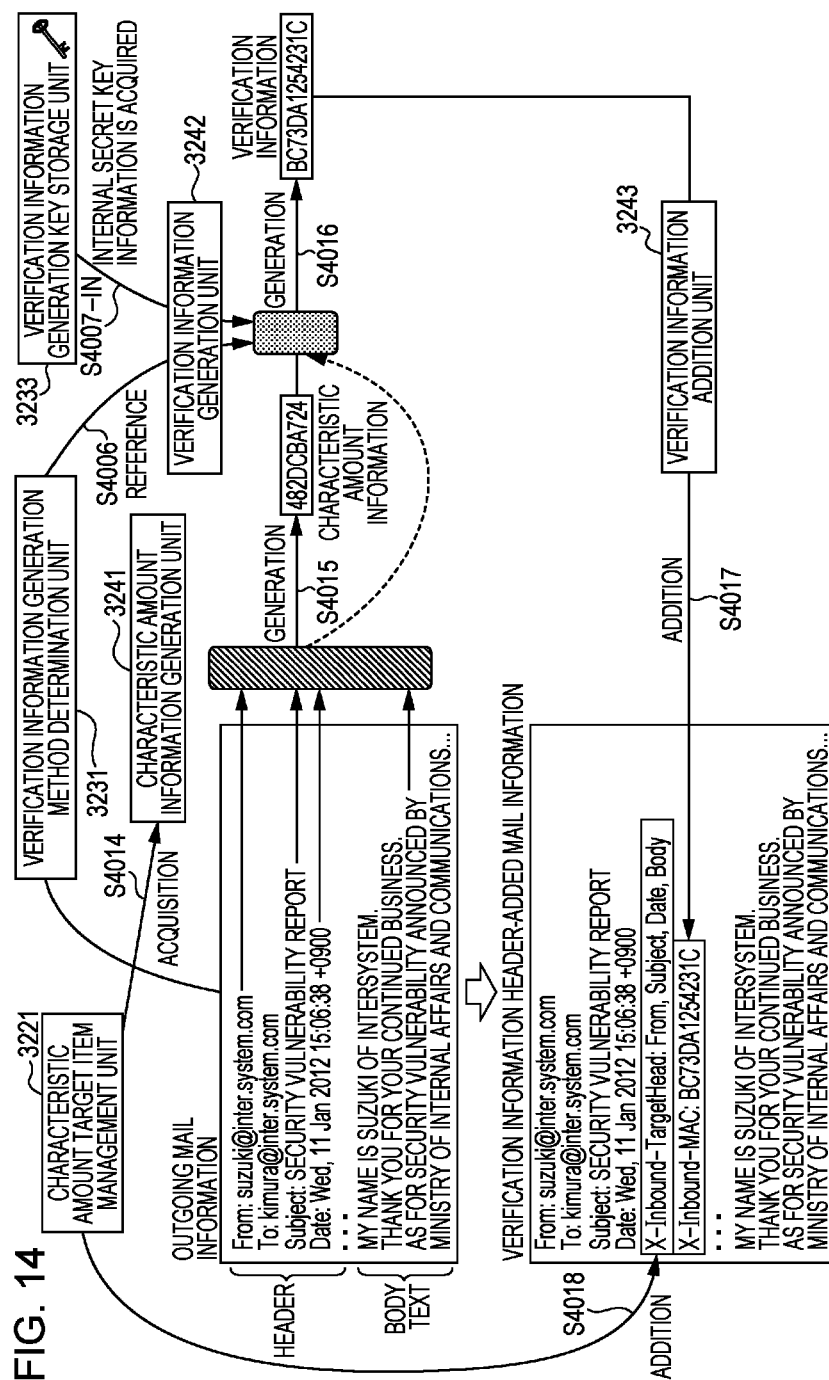 FIG. 14
3221
CHARACTERISTIC
AMOUNT TARGET ITEM
MANAGEMENT UNIT
S4014
ACQUISITION
VERIFICATION INFORMATION GENERATION
METHOD DETERMINATION UNIT
3231
3241
CHARACTERISTIC AMOUNT
INFORMATION GENERATION UNIT
S4006
REFERENCE
3233
VERIFICATION INFORMATION
GENERATION KEY STORAGE UNIT
S4007-IN
INTERNAL SECRET KEY
INFORMATION IS ACQUIRED
3242
VERIFICATION INFORMATION
GENERATION UNIT
OUTGOING MAIL
INFORMATION
HEADER
From: suzuki@inter.system.com
To: kimura@inter.system.com
Subject: SECURITY VULNERABILITY REPORT
Date: Wed, 11 Jan 2012 15:06:38 +0900
...
BODY
TEXT
MY NAME IS SUZUKI OF INTERSYSTEM.
THANK YOU FOR YOUR CONTINUED BUSINESS.
AS FOR SECURITY VULNERABILITY ANNOUNCED BY
MINISTRY OF INTERNAL AFFAIRS AND COMMUNICATIONS...
GENERATION
S4015
482DCBA724
CHARACTERISTIC
AMOUNT
INFORMATION
GENERATION
S4016
VERIFICATION
INFORMATION
BC73DA1254231C
3243
VERIFICATION INFORMATION
ADDITION UNIT
ADDITION
S4017
VERIFICATION INFORMATION HEADER-ADDED MAIL INFORMATION
From: suzuki@inter.system.com
To: kimura@inter.system.com
Subject: SECURITY VULNERABILITY REPORT
Date: Wed, 11 Jan 2012 15:06:38 +0900
X-Inbound-TargetHead: From, Subject, Date, Body
X-Inbound-MAC: BC73DA1254231C
...
MY NAME IS SUZUKI OF INTERSYSTEM.
THANK YOU FOR YOUR CONTINUED BUSINESS.
AS FOR SECURITY VULNERABILITY ANNOUNCED BY
MINISTRY OF INTERNAL AFFAIRS AND COMMUNICATIONS...
S4018
ADDITION